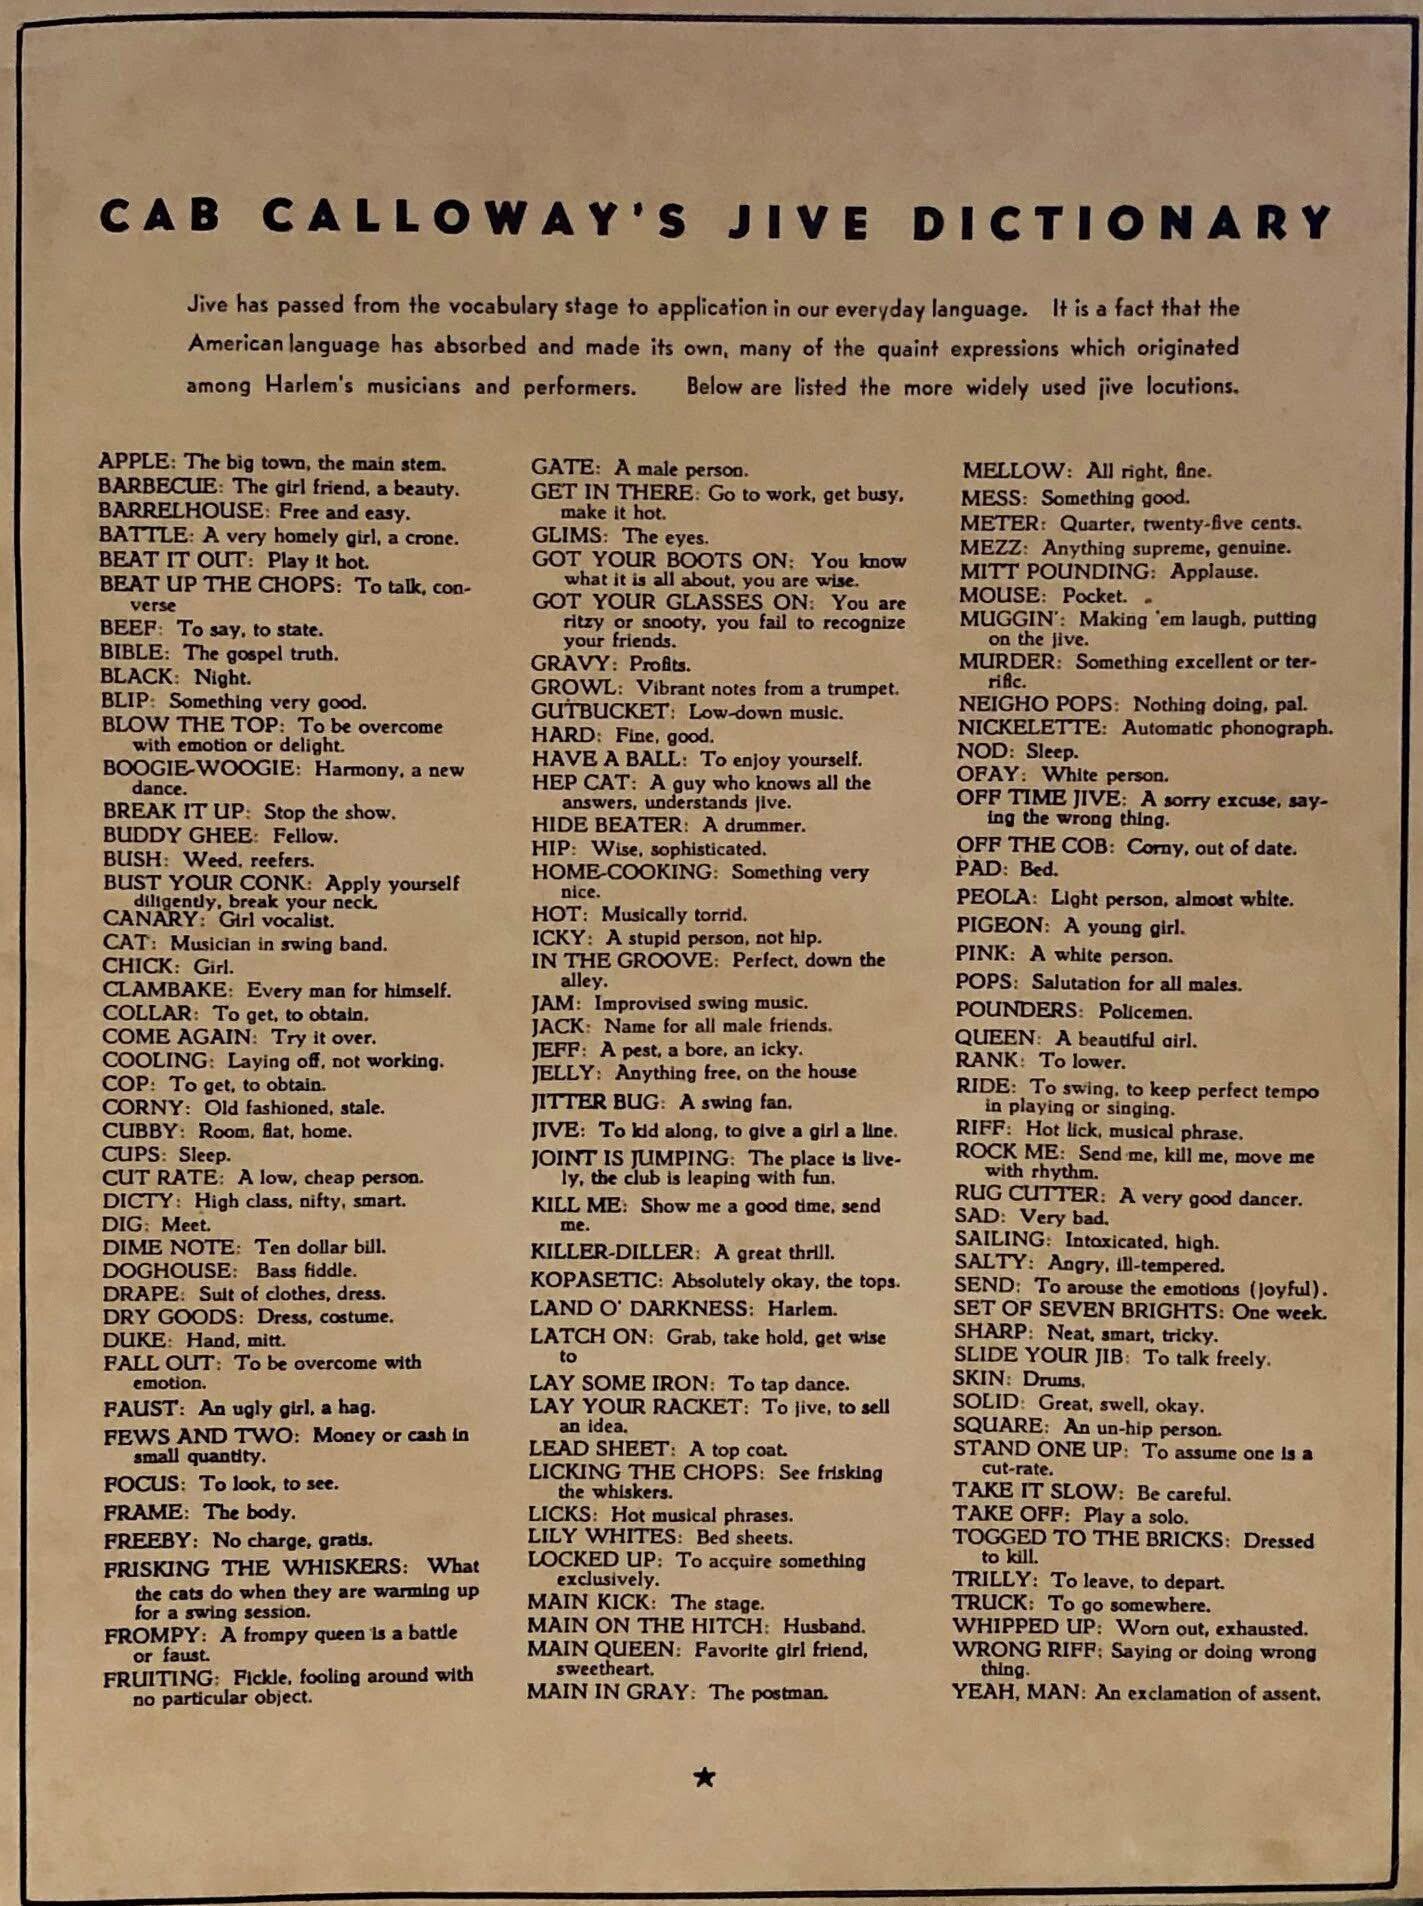 CAB CALLOWAY'S JIVE DICTIONARY
Jive has passed from the vocabulary stage to application in our everyday language. It is a fact that the
American language has absorbed and made its own, many of the quaint expressions which originated
among Harlem's musicians and performers. Below are listed the more widely used jive locutions.
APPLE: The big town, the main stem.
BARBECUE: The girl friend, a beauty.
BARRELHOUSE: Free and easy.
BATTLE: A very homely girl, a crone.
BEAT IT OUT: Play it hot.
BEAT UP THE CHOPS: To talk, con-
verse
BEEF: To say, to state.
BIBLE: The gospel truth.
BLACK: Night.
BLIP: Something very good.
BLOW THE TOP: To be overcome
with emotion or delight.
BOOGIE-WOOGIE: Harmony, a new
dance.
BREAK IT UP: Stop the show.
BUDDY GHEE: Fellow.
BUSH: Weed, reefers.
BUST YOUR CONK: Apply yourself
diligently, break your neck.
CANARY: Girl vocalist.
CAT: Musician in swing band.
CHICK: Girl.
CLAMBAKE: Every man for himself.
COLLAR: To get, to obtain.
COME AGAIN: Try it over.
COOLING: Laying off, not working.
COP: To get, to obtain.
CORNY: Old fashioned, stale.
CUBBY: Room, flat, home.
CUPS: Sleep.
CUT RATE: A low, cheap person.
DICTY: High class, nifty, smart.
DIG: Meet.
DIME NOTE: Ten dollar bill.
DOGHOUSE: Bass fiddle.
DRAPE: Suit of clothes, dress.
DRY GOODS: Dress, costume.
DUKE: Hand, mitt.
FALL OUT: To be overcome with
emotion.
FAUST: An ugly girl, a hag.
FEWS AND TWO: Money or cash in
small quantity.
FOCUS: To look, to see.
FRAME: The body.
FREEBY: No charge, gratis.
FRISKING THE WHISKERS: What
the cats do when they are warming up
for a swing session.
FROMPY: A frompy queen is a battle
or faust.
FRUITING: Fickle, fooling around with
no particular object.
GATE: A male person.
GET IN THERE: Go to work, get busy,
make it hot.
GLIMS: The eyes.
GOT YOUR BOOTS ON: You know
what it is all about, you are wise.
GOT YOUR GLASSES ON: You are
ritzy or snooty, you fail to recognize
your friends.
GRAVY: Profits.
GROWL: Vibrant notes from a trumpet.
GUTBUCKET: Low-down music.
HARD: Fine, good.
HAVE A BALL: To enjoy yourself.
HEP CAT: A guy who knows all the
answers, understands jive.
HIDE BEATER: A drummer.
HIP: Wise, sophisticated.
HOME-COOKING: Something very
nice.
HOT: Musically torrid.
ICKY: A stupid person, not hip.
IN THE GROOVE: Perfect, down the
alley.
JAM: Improvised swing music.
JACK: Name for all male friends.
JEFF: A pest, a bore, an icky.
JELLY: Anything free, on the house
JITTER BUG: A swing fan.
JIVE: To kid along, to give a girl a line.
JOINT IS JUMPING: The place is live-
ly, the club is leaping with fun.
KILL ME: Show me a good time, send
me.
KILLER-DILLER: A great thrill.
KOPASETIC: Absolutely okay, the tops.
LAND O' DARKNESS: Harlem.
LATCH ON: Grab, take hold, get wise
to
LAY SOME IRON: To tap dance.
LAY YOUR RACKET: To jive, to sell
an idea.
LEAD SHEET: A top coat.
LICKING THE CHOPS: See frisking
the whiskers.
LICKS: Hot musical phrases.
LILY WHITES: Bed sheets.
LOCKED UP: To acquire something
exclusively.
MAIN KICK: The stage.
MAIN ON THE HITCH: Husband.
MAIN QUEEN: Favorite girl friend,
sweetheart.
MAIN IN GRAY: The postman.
MELLOW: All right, fine.
MESS: Something good.
METER: Quarter, twenty-five cents.
MEZZ: Anything supreme, genuine.
MITT POUNDING: Applause.
MOUSE: Pocket.
MUGGIN': Making 'em laugh, putting
on the jive.
MURDER: Something excellent or ter-
rific.
NEIGHO POPS: Nothing doing, pal.
NICKELETTE: Automatic phonograph.
NOD: Sleep.
OFAY: White person.
OFF TIME JIVE: A sorry excuse, say-
ing the wrong thing.
OFF THE COB: Corny, out of date.
PAD: Bed.
PEOLA: Light person, almost white.
PIGEON: A young girl.
PINK: A white person.
POPS: Salutation for all males.
POUNDERS: Policemen.
QUEEN: A beautiful girl.
RANK: To lower.
RIDE: To swing, to keep perfect tempo
in playing or singing.
RIFF: Hot lick, musical phrase.
ROCK ME: Send me, kill me, move me
with rhythm.
RUG CUTTER: A very good dancer.
SAD: Very bad.
SAILING: Intoxicated, high.
SALTY: Angry, ill-tempered.
SEND: To arouse the emotions (joyful).
SET OF SEVEN BRIGHTS: One week.
SHARP: Neat, smart, tricky.
SLIDE YOUR JIB: To talk freely.
SKIN: Drums.
SOLID: Great, swell, okay.
SQUARE: An un-hip person.
STAND ONE UP: To assume one is a
cut-rate.
TAKE IT SLOW: Be careful.
TAKE OFF: Play a solo.
TOGGED TO THE BRICKS: Dressed
to kill.
TRILLY: To leave, to depart.
TRUCK: To go somewhere.
WHIPPED UP: Worn out, exhausted.
WRONG RIFF: Saying or doing wrong
thing.
YEAH, MAN: An exclamation of assent.